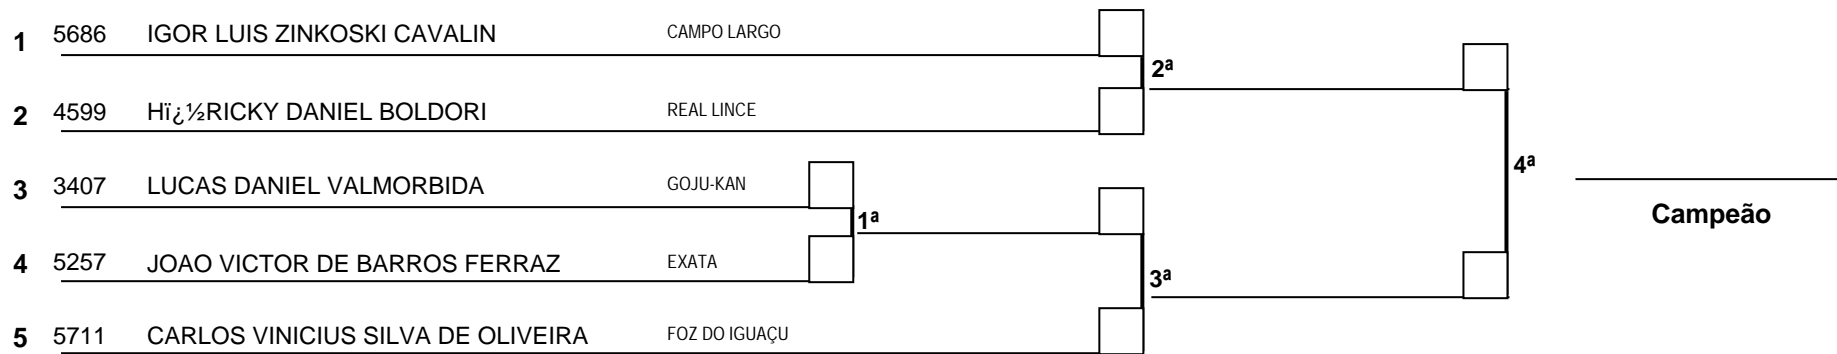 1 5686 IGOR LUIS ZINKOSKI CAVALIN CAMPO LARGO
2ª
2 4599 Hï¿½RICKY DANIEL BOLDORI REAL LINCE
3 3407 LUCAS DANIEL VALMORBIDA GOJU-KAN
4ª
1ª
Campeão
4 5257 JOAO VICTOR DE BARROS FERRAZ EXATA
3ª
5 5711 CARLOS VINICIUS SILVA DE OLIVEIRA FOZ DO IGUAÇU